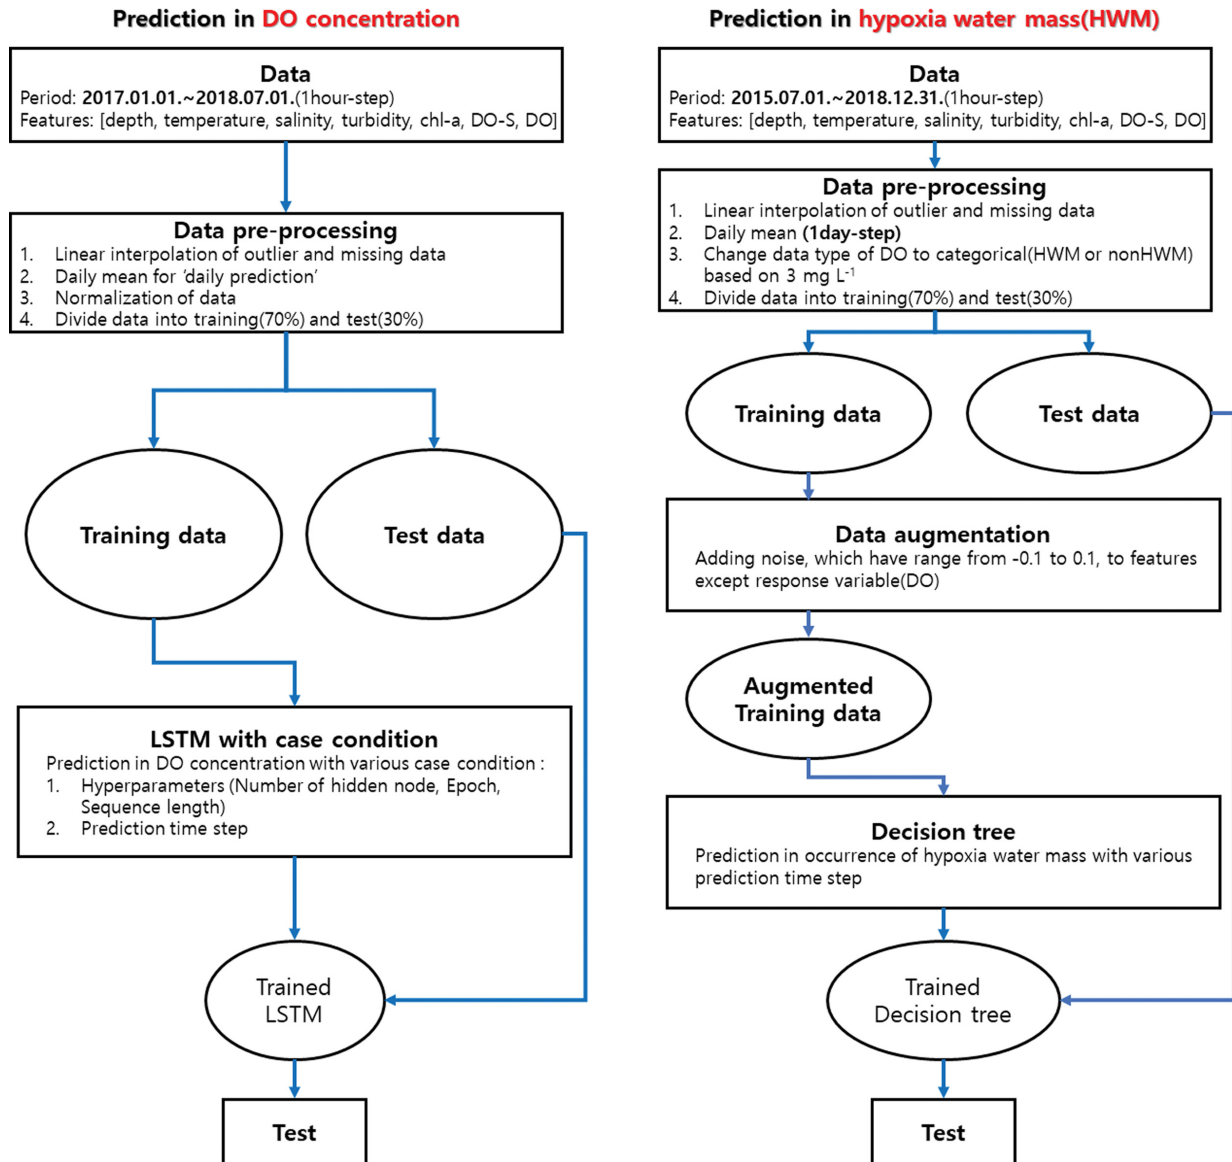 Prediction in DO concentration
Data
Period: 2017.01.01.~2018.07.01.(1hour-step)
Features: [depth, temperature, salinity, turbidity, chl-a, DO-S, DO]
Data pre-processing
1. Linear interpolation of outlier and missing data
2. Daily mean for 'daily prediction'
3. Normalization of data
4. Divide data into training(70%) and test(30%)
Training data
Test data
LSTM with case condition
Prediction in DO concentration with various case condition :
1. Hyperparameters (Number of hidden node, Epoch,
Sequence length)
2. Prediction time step
Trained
LSTM
Test
Prediction in hypoxia water mass(HWM)
Data
Period: 2015.07.01.~2018.12.31.(1hour-step)
Features: [depth, temperature, salinity, turbidity, chl-a, DO-S, DO]
Data pre-processing
1. Linear interpolation of outlier and missing data
2. Daily mean (1day-step)
3. Change data type of DO to categorical(HWM or nonHWM)
based on 3 mg L⁻¹
4. Divide data into training(70%) and test(30%)
Training data
Test data
Data augmentation
Adding noise, which have range from -0.1 to 0.1, to features
except response variable(DO)
Augmented
Training data
Decision tree
Prediction in occurrence of hypoxia water mass with various
prediction time step
Trained
Decision tree
Test